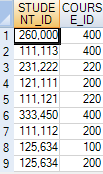 STUDE COURS
NT_ID E_ID
1 260,000 400
2 111,113 400
3 231,222 220
4 121,111 200
5 111,121 220
6 333,450 400
7 111,112 200
8 125,634 100
9 125,634 200